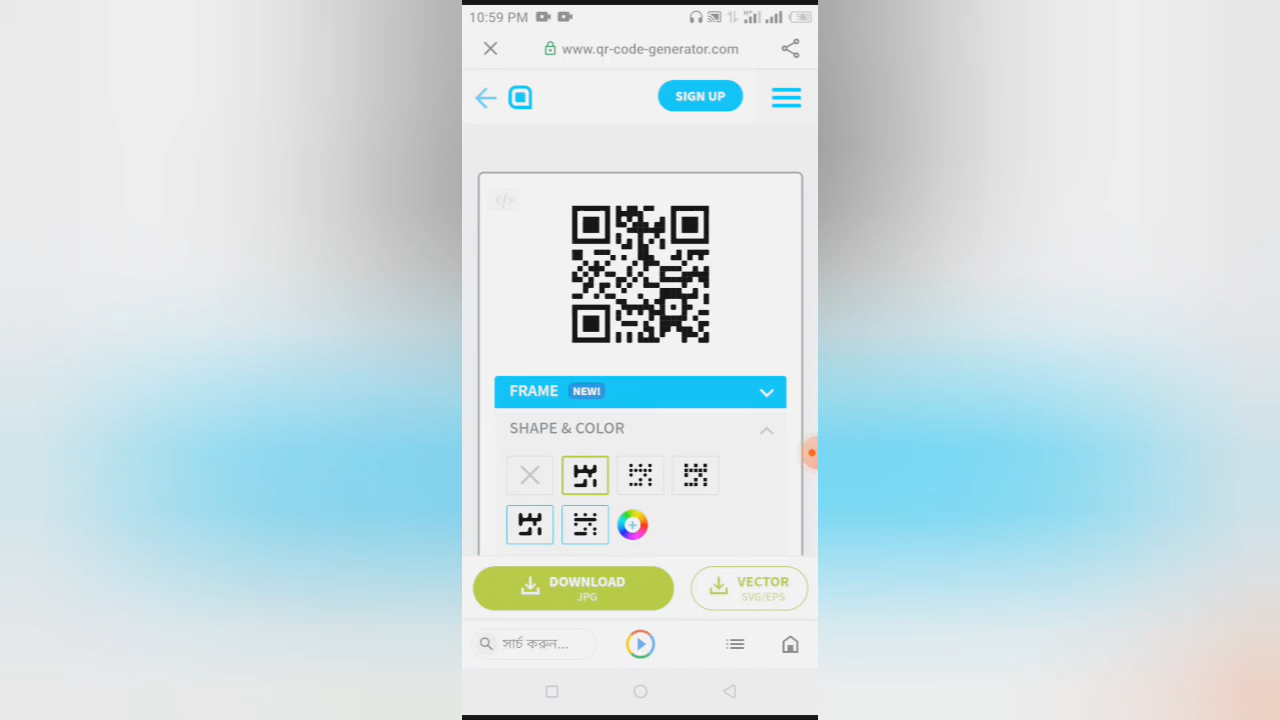 10:59 PM
www.qr-code-generator.com
SIGN UP
</>
FRAME NEW!
SHAPE & COLOR
DOWNLOAD
JPG
VECTOR
SVG/EPS
সার্চ করুন...